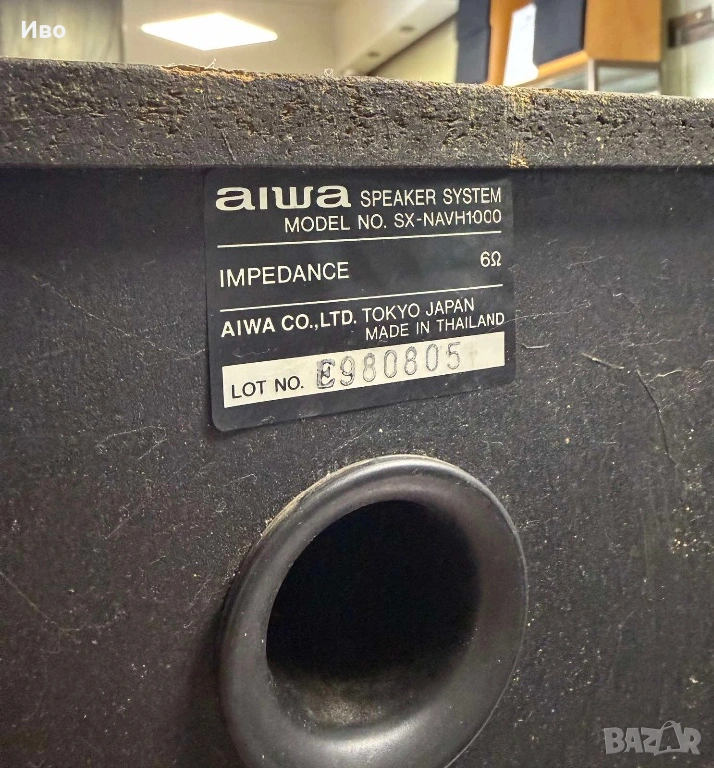 Иво
aiwa SPEAKER SYSTEM
MODEL NO. SX-NAVH1000
IMPEDANCE 6Ω
AIWA CO.,LTD. TOKYO JAPAN
MADE IN THAILAND
LOT NO. E980805
BAZAR